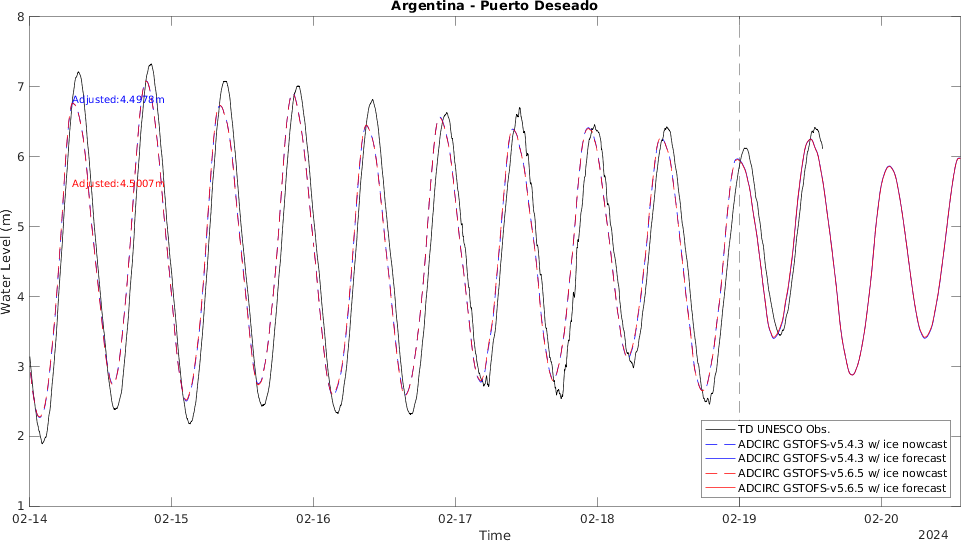 Argentina - Puerto Deseado
8
7
6
5
4
3
2
1
Water Level (m)
Adjusted:4.4978m
Adjusted:4.5007m
TD UNESCO Obs.
ADCIRC GSTOFS-v5.4.3 w/ ice nowcast
ADCIRC GSTOFS-v5.4.3 w/ ice forecast
ADCIRC GSTOFS-v5.6.5 w/ ice nowcast
ADCIRC GSTOFS-v5.6.5 w/ ice forecast
02-14 02-15 02-16 02-17 02-18 02-19 02-20
Time
2024